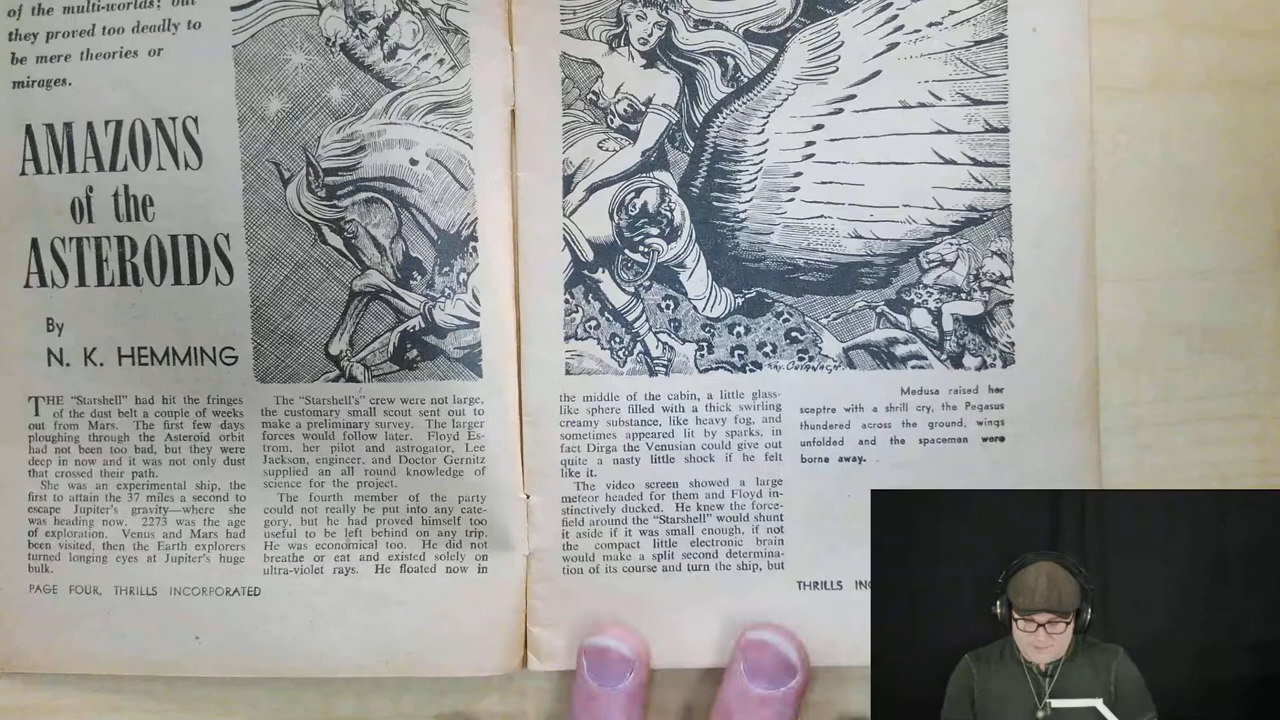 of the multi-worlds; but
they proved too deadly to
be mere theories or
mirages.
AMAZONS
of the
ASTEROIDS
By
N. K. HEMMING
THE "Starshell" had hit the fringes
of the dust belt a couple of weeks
out from Mars. The first few days
ploughing through the Asteroid orbit
had not been too bad, but they were
deep in now and it was not only dust
that crossed their path.
She was an experimental ship, the
first to attain the 37 miles a second to
escape Jupiter's gravity—where she
was heading now. 2273 was the age
of exploration. Venus and Mars had
been visited, then the Earth explorers
turned longing eyes at Jupiter's huge
bulk.
PAGE FOUR, THRILLS INCORPORATED
The "Starshell's" crew were not large,
the customary small scout sent out to
make a preliminary survey. The larger
forces would follow later. Floyd Es-
trom, her pilot and astrogator, Lee
Jackson, engineer, and Doctor Gernitz
supplied an all round knowledge of
science for the project.
The fourth member of the party
could not really be put into any cate-
gory, but he had proved himself too
useful to be left behind on any trip.
He was economical too. He did not
breathe or eat and existed solely on
ultra-violet rays. He floated now in
the middle of the cabin, a little glass-
like sphere filled with a thick swirling
creamy substance, like heavy fog, and
sometimes appeared lit by sparks, in
fact Dirga the Venusian could give out
quite a nasty little shock if he felt
like it.
The video screen showed a large
meteor headed for them and Floyd in-
stinctively ducked. He knew the force-
field around the "Starshell" would shunt
it aside if it was small enough, if not
the compact little electronic brain
would make a split second determina-
tion of its course and turn the ship, but
KAY. CAVANAGH
Medusa raised her
sceptre with a shrill cry, the Pegasus
thundered across the ground, wings
unfolded and the spacemen were
borne away.
THRILLS INC